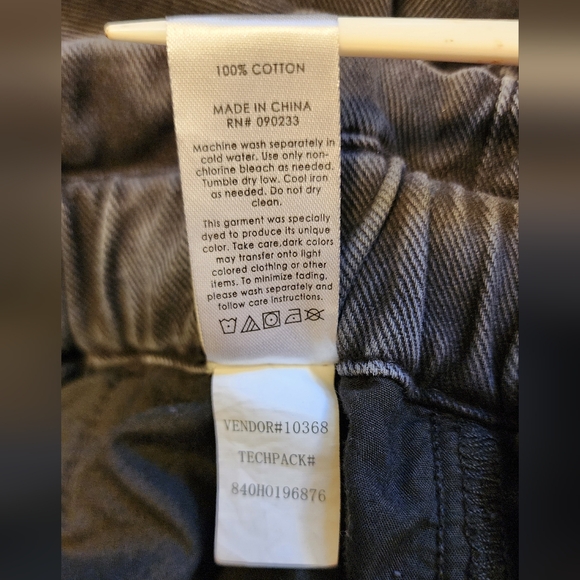 100% COTTON
MADE IN CHINA
RN# 090233
Machine wash separately in
cold water. Use only non-
chlorine bleach as needed.
Tumble dry low. Cool iron
as needed. Do not dry
clean.
This garment was specially
dyed to produce its unique
color. Take care,dark colors
may transfer onto light
colored clothing or other
items. To minimize fading,
please wash separately and
follow care instructions.
VENDOR#10368
TECHPACK#
840H0196876